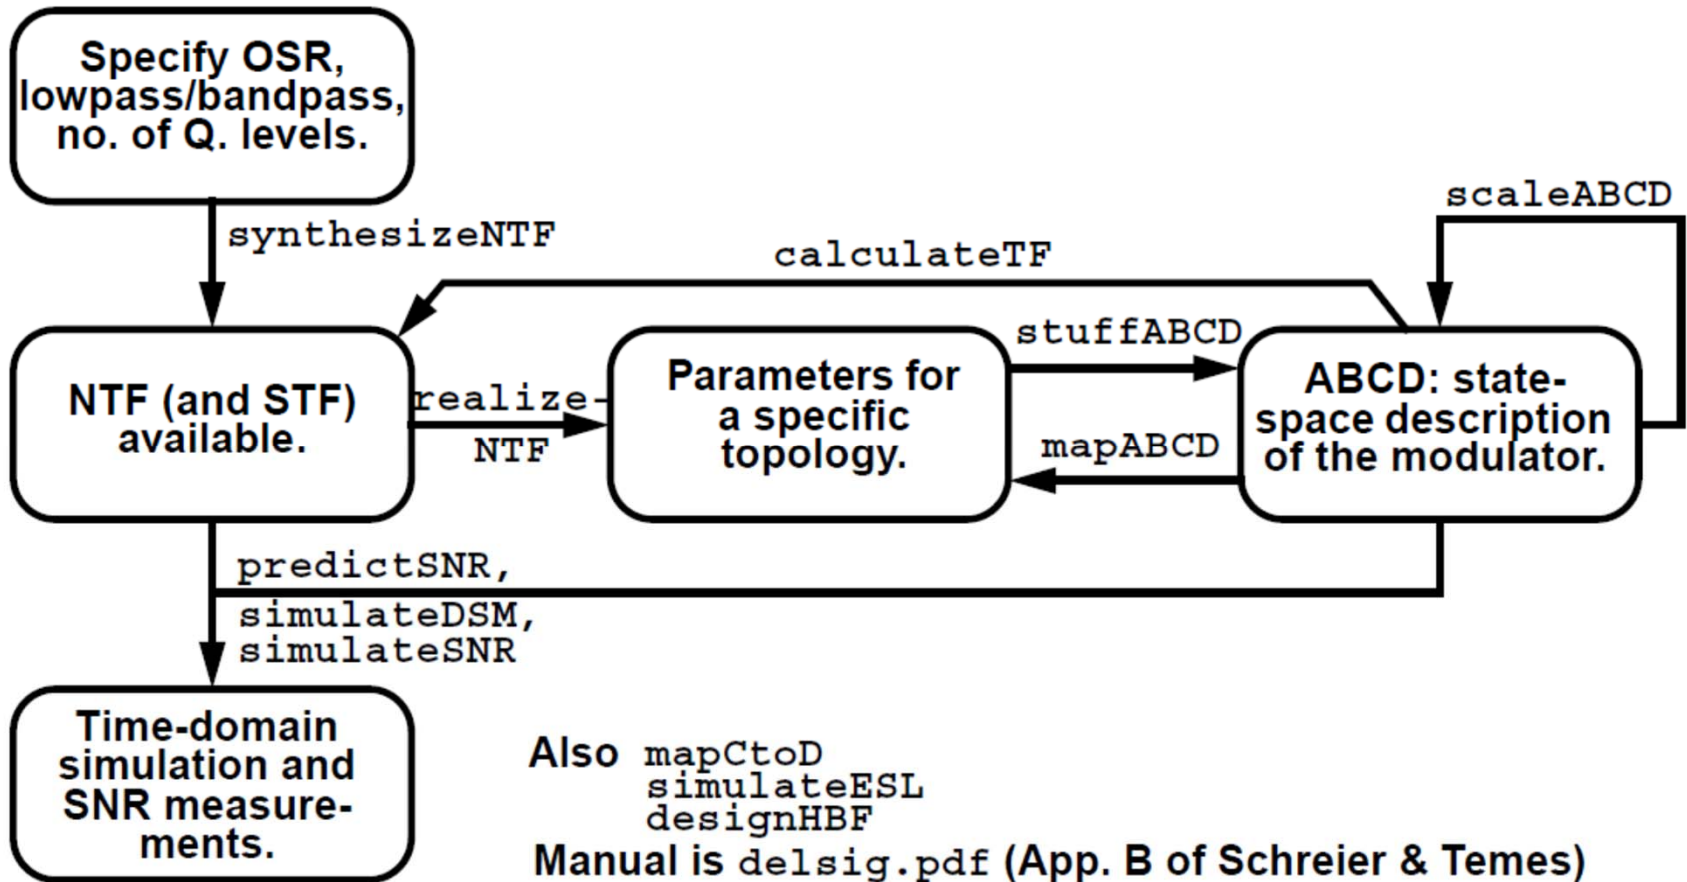 Specify OSR,
lowpass/bandpass,
no. of Q. levels.
synthesizeNTF
scaleABCD
calculateTF
NTF (and STF)
available.
realize-
NTF
Parameters for
a specific
topology.
stuffABCD
mapABCD
ABCD: state-
space description
of the modulator.
predictSNR,
simulateDSM,
simulateSNR
Time-domain
simulation and
SNR measure-
ments.
Also mapCtoD
simulateESL
designHBF
Manual is delsig.pdf (App. B of Schreier & Temes)